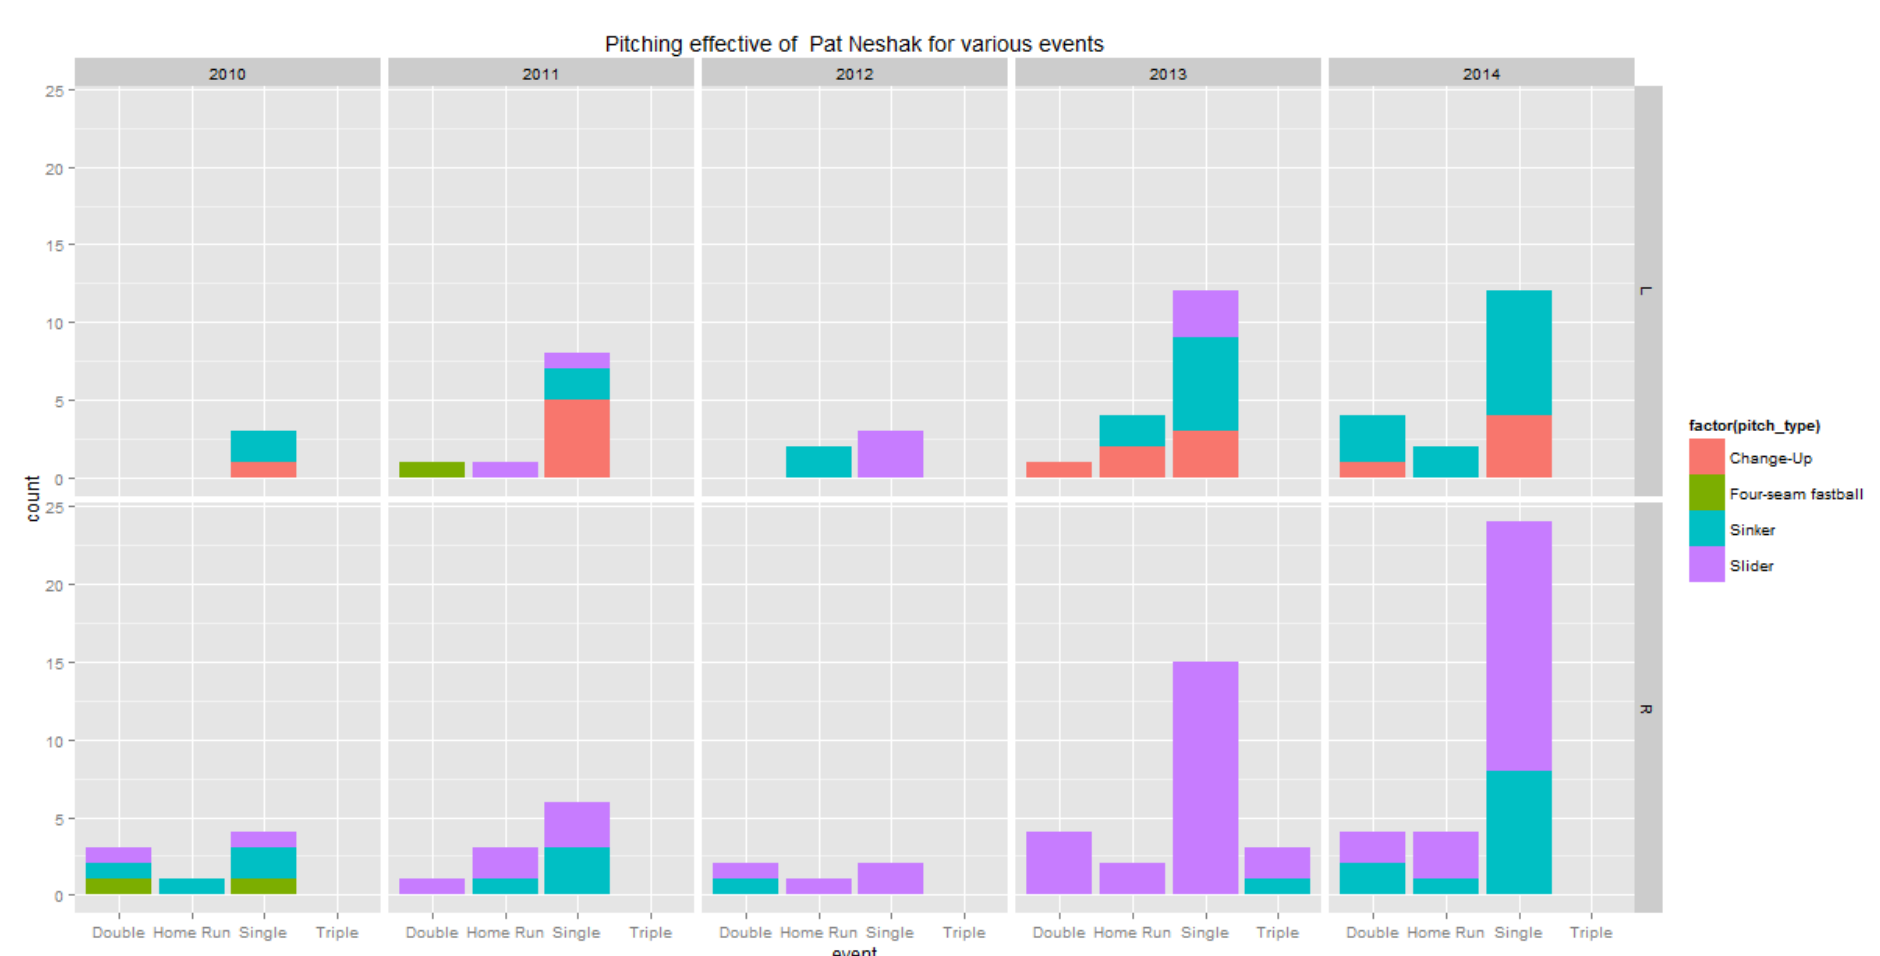 Pitching effective of  Pat Neshak for various events
2010 2011 2012 2013 2014
25
20
15
10
5
0
L
25
20
15
10
5
0
R
count
Double Home Run Single Triple Double Home Run Single Triple Double Home Run Single Triple Double Home Run Single Triple Double Home Run Single Triple
event
factor(pitch_type)
Change-Up
Four-seam fastball
Sinker
Slider